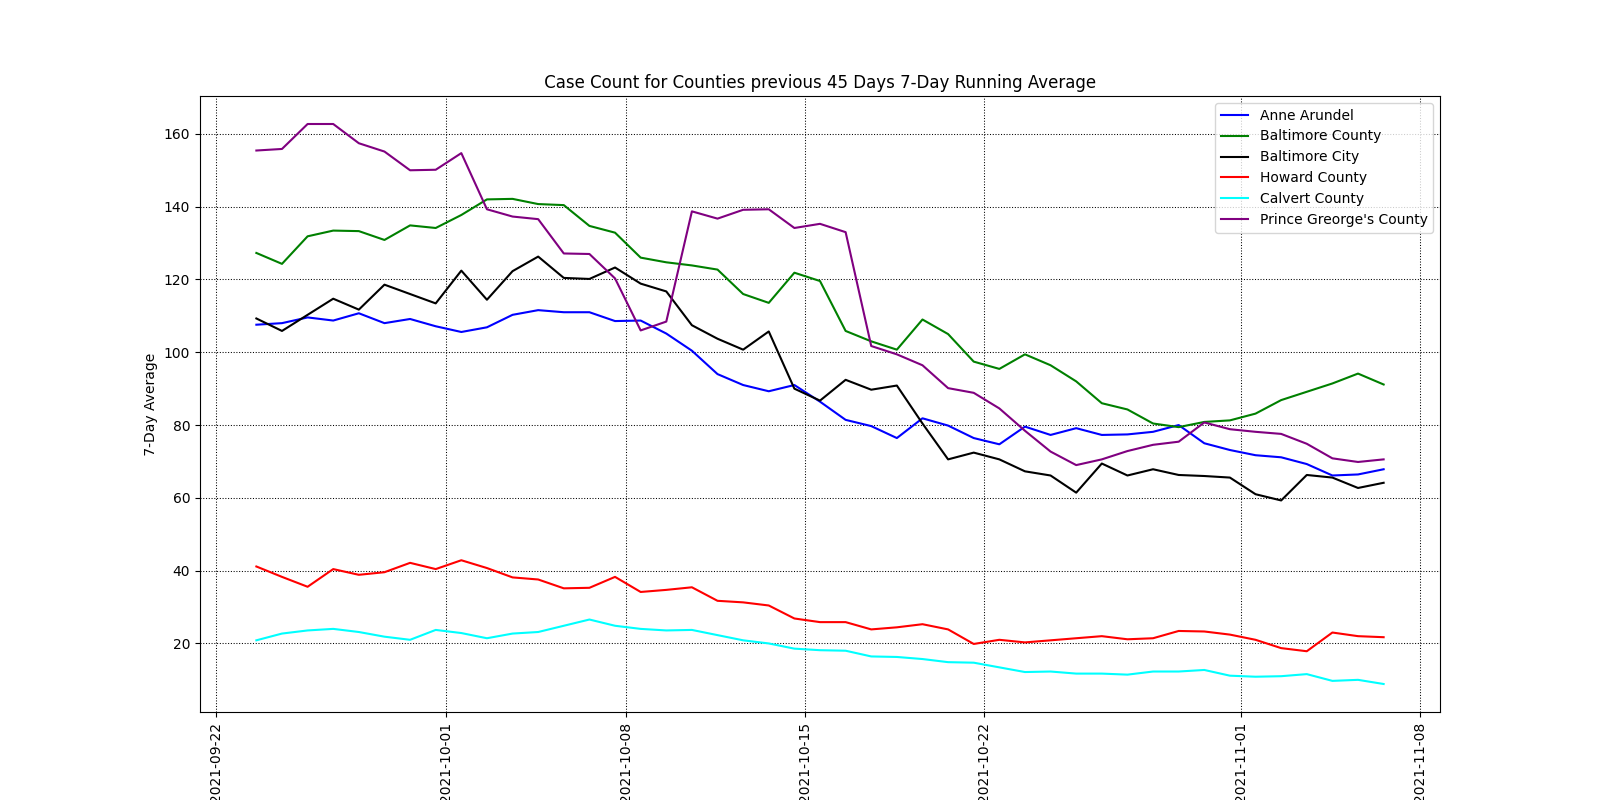 Case Count for Counties previous 45 Days 7-Day Running Average
Anne Arundel
Baltimore County
Baltimore City
Howard County
Calvert County
Prince Greorge's County
7-Day Average
160
140
120
100
80
60
40
20
2021-09-22
2021-10-01
2021-10-08
2021-10-15
2021-10-22
2021-11-01
2021-11-08